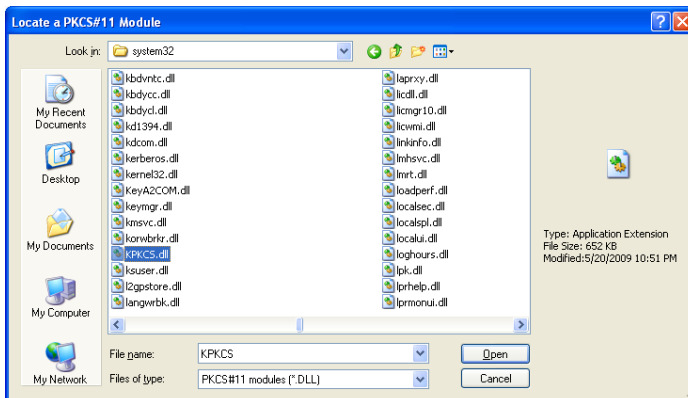 Locate a PKCS#11 Module
Look in:
system32
My Recent
Documents
Desktop
My Documents
My Computer
My Network
kbdvntc.dll
kbdycc.dll
kbdycl.dll
kd1394.dll
kdcom.dll
kerberos.dll
kernel32.dll
KeyA2COM.dll
keymgr.dll
kmsvc.dll
korwbrkr.dll
KPKCS.dll
ksuser.dll
l2gpstore.dll
langwrbk.dll
laprxy.dll
licdll.dll
licmgr10.dll
licwmi.dll
linkinfo.dll
lmhsvc.dll
lmrt.dll
loadperf.dll
localsec.dll
localspl.dll
localui.dll
loghours.dll
lpk.dll
lprhelp.dll
lprmonui.dll
Type: Application Extension
File Size: 652 KB
Modified:5/20/2009 10:51 PM
File name:
KPKCS
Open
Files of type:
PKCS#11 modules (*.DLL)
Cancel